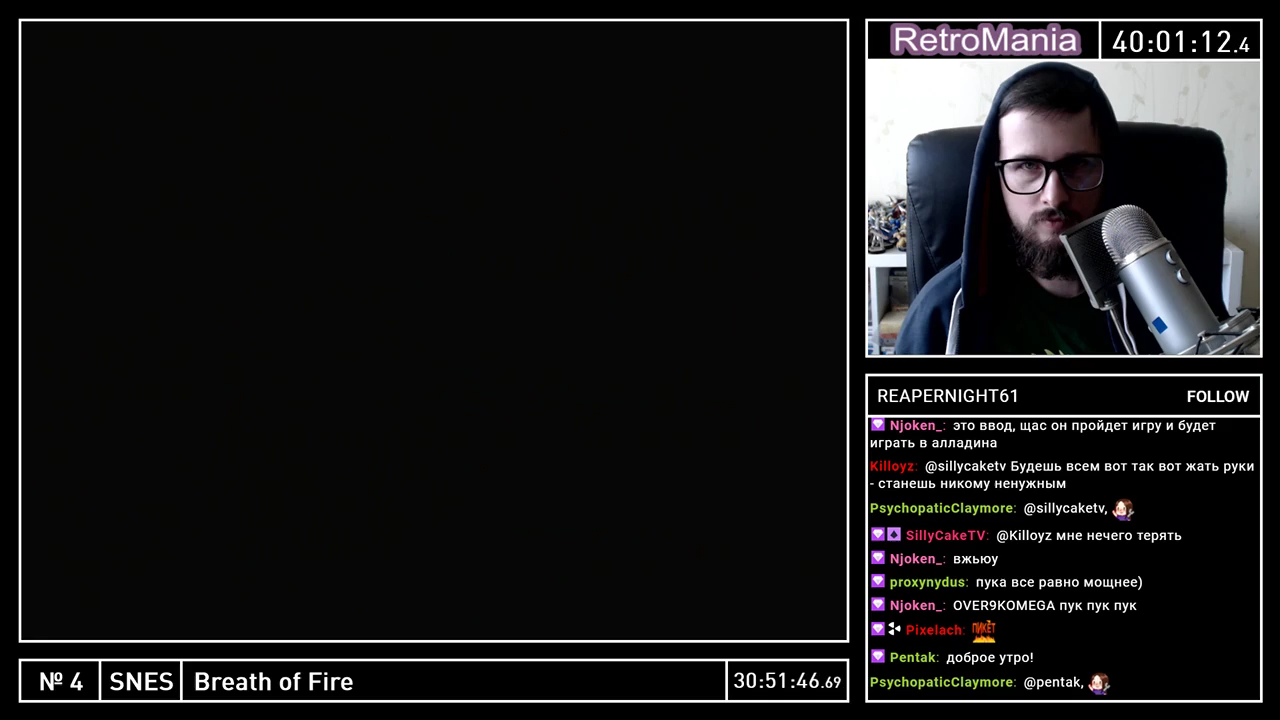 RetroMania
40:01:12.4
REAPERNIGHT61
FOLLOW
Njoken_: это ввод, щас он пройдет игру и будет
играть в алладина
Killoyz: @sillycaketv Будешь всем вот так вот жать руки
- станешь никому ненужным
PsychopaticClaymore: @sillycaketv,
SillyCakeTV: @Killoyz мне нечего терять
Njoken_: вжьюу
proxynydus: пука все равно мощнее)
Njoken_: OVER9KOMEGA пук пук пук
Pixelach: ПИКЕТ
Pentak: доброе утро!
PsychopaticClaymore: @pentak,
№ 4
SNES
Breath of Fire
30:51:46.69